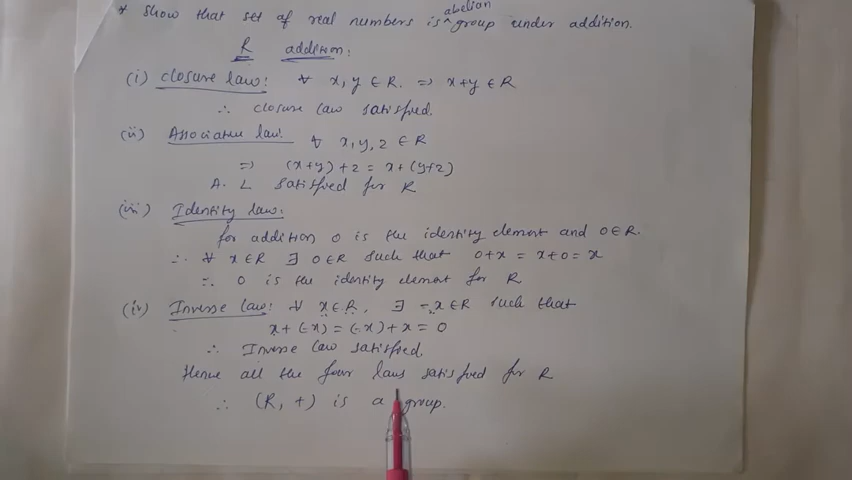 * Show that set of real numbers is ^ abelian group under addition.
R addition:
(i) closure law: ∀ x, y ∈ R. ⇒ x+y ∈ R
∴ closure law satisfied.
(ii) Associative law. ∀ x, y, z ∈ R
⇒ (x+y)+z = x+(y+z)
A. L satisfied for R
(iii) Identity law:
for addition 0 is the identity element and 0 ∈ R.
∴ ∀ x ∈ R ∃ 0 ∈ R such that 0+x = x+0 = x
∴ 0 is the identity element for R
(iv) Inverse law: ∀ x ∈ R, ∃ -x ∈ R such that
x + (-x) = (-x) + x = 0
∴ Inverse law satisfied.
Hence all the four laws satisfied for R
∴ (R, +) is a group.